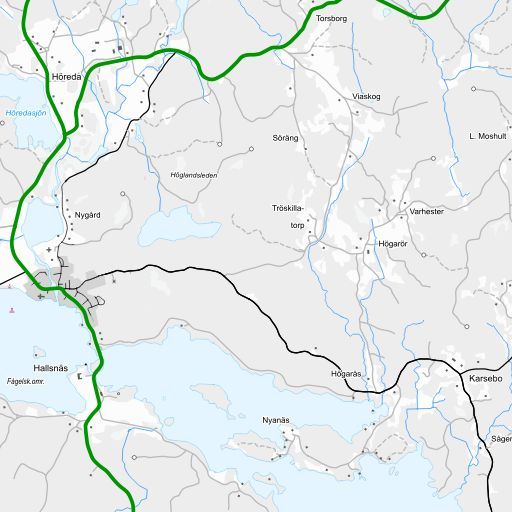 Torsborg
Höreda
Viaskog
Höredasjön
L. Moshult
Söräng
Höglandsleden
Nygård
Tröskilla-
torp
Varhester
Högarör
Hallsnäs
Fågelsk.omr.
Högarås
Karsebo
Nyanäs
Säger